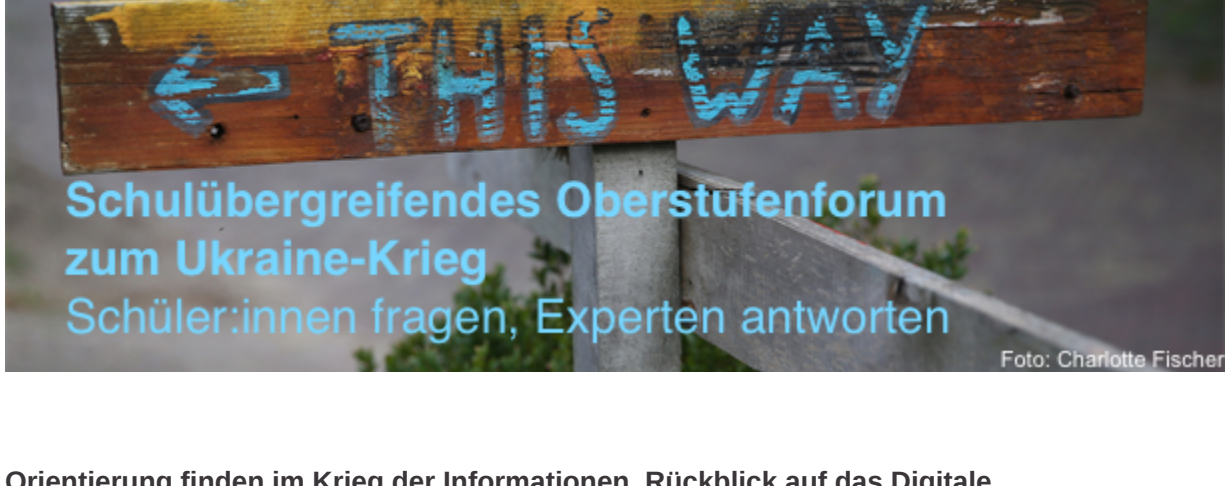 ← THIS WAY
Schulübergreifendes Oberstufenforum
zum Ukraine-Krieg
Schüler:innen fragen, Experten antworten
Foto: Charlotte Fischer
Orientierung finden im Krieg der Informationen. Rückblick auf das Digitale